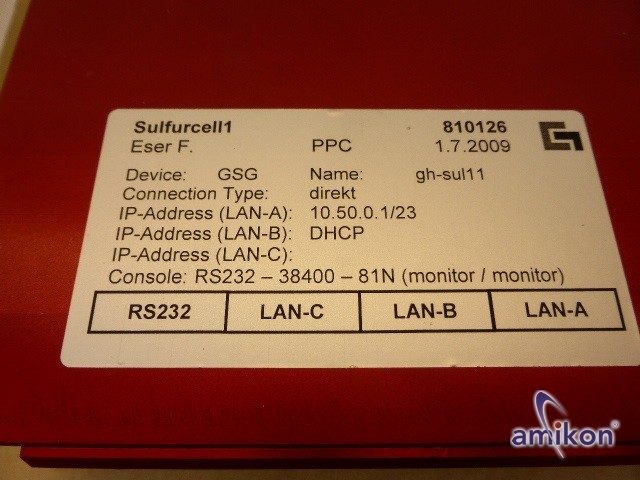 Sulfurcell1 810126
Eser F. PPC 1.7.2009
Device: GSG Name: gh-sul11
Connection Type: direkt
IP-Address (LAN-A): 10.50.0.1/23
IP-Address (LAN-B): DHCP
IP-Address (LAN-C):
Console: RS232 – 38400 – 81N (monitor / monitor)
RS232 LAN-C LAN-B LAN-A
amikon®